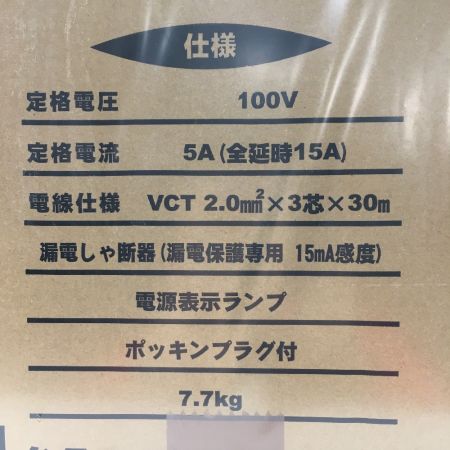 仕様
定格電圧 100V
定格電流 5A(全延時15A)
電線仕様 VCT 2.0㎟×3芯×30m
漏電しゃ断器(漏電保護専用 15mA感度)
電源表示ランプ
ポッキンプラグ付
7.7kg